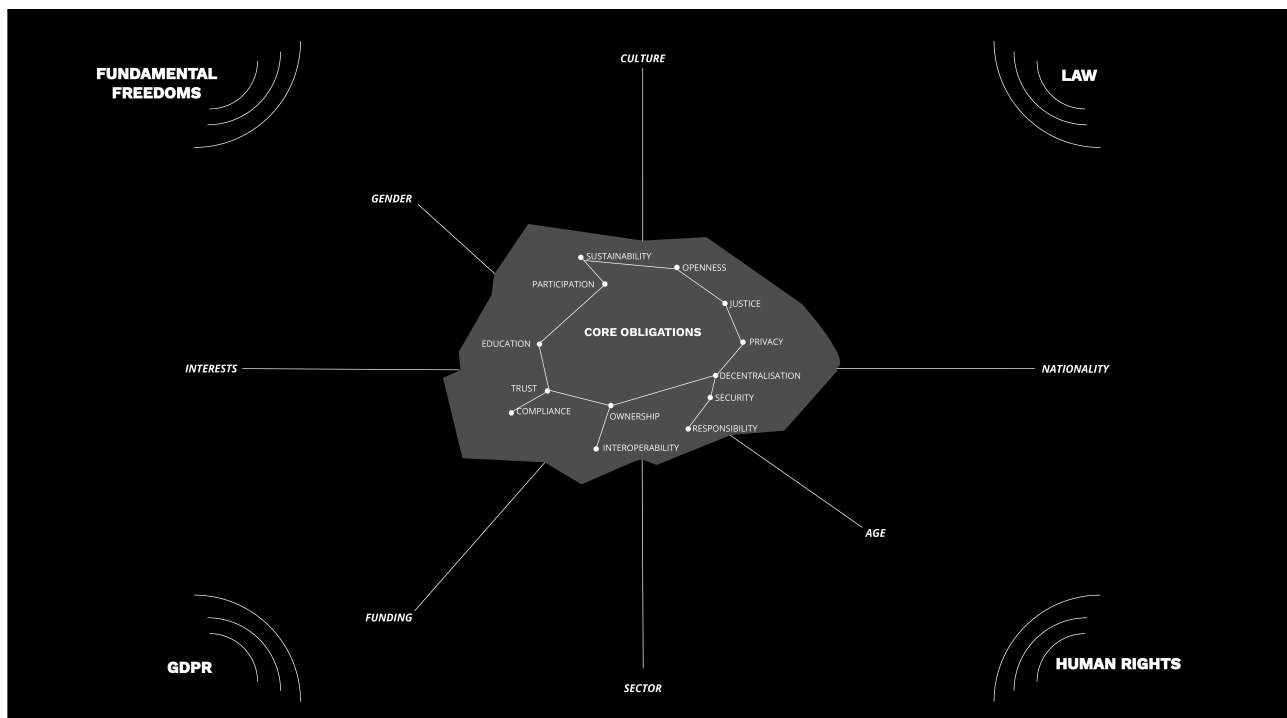 FUNDAMENTAL
FREEDOMS
CULTURE
LAW
GENDER
SUSTAINABILITY
OPENNESS
PARTICIPATION
JUSTICE
CORE OBLIGATIONS
EDUCATION
PRIVACY
INTERESTS
NATIONALITY
DECENTRALISATION
TRUST
SECURITY
COMPLIANCE
OWNERSHIP
RESPONSIBILITY
INTEROPERABILITY
AGE
FUNDING
GDPR
HUMAN RIGHTS
SECTOR